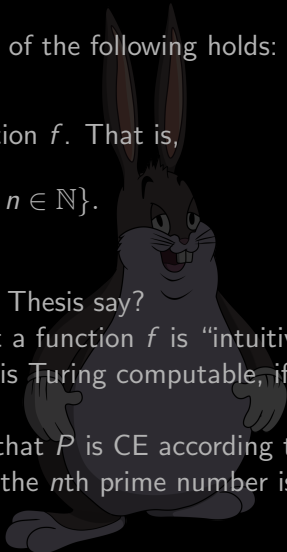 of the following holds:
tion f. That is,
n ∈ ℕ}.
Thesis say?
t a function f is “intuitiv
is Turing computable, if
that P is CE according t
the nth prime number is